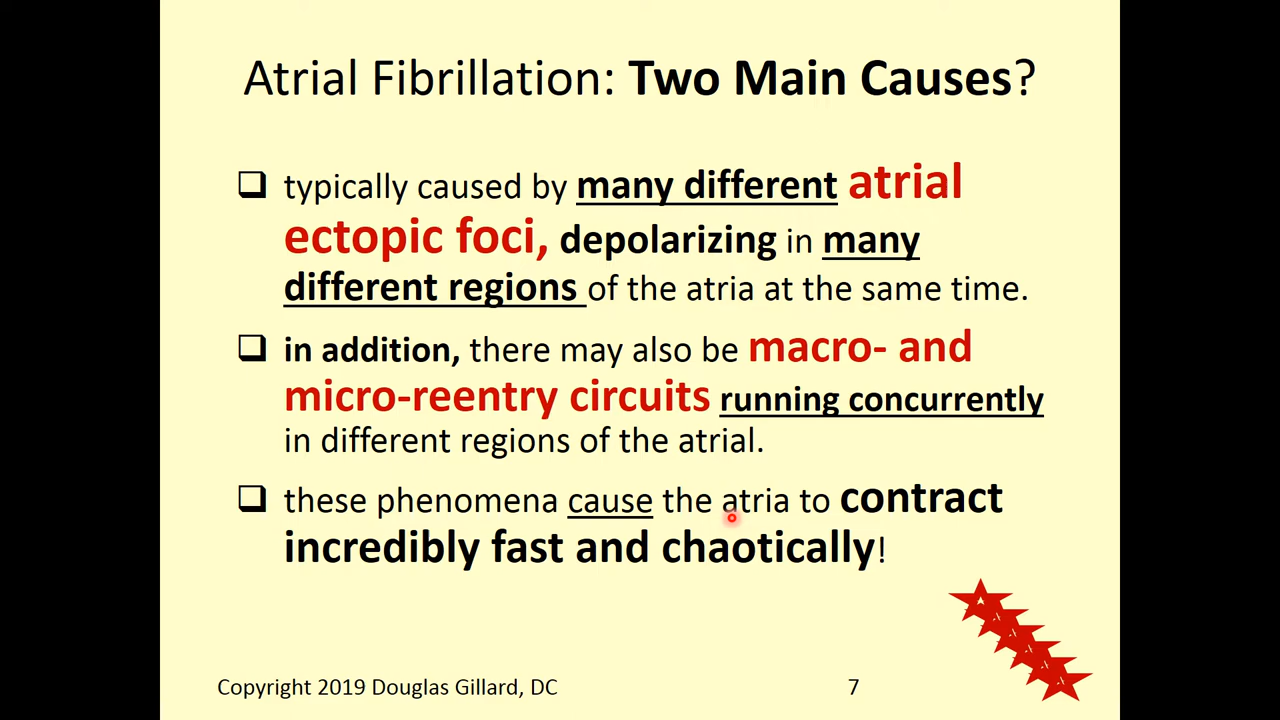 Atrial Fibrillation: Two Main Causes?
typically caused by many different atrial
ectopic foci, depolarizing in many
different regions of the atria at the same time.
in addition, there may also be macro- and
micro-reentry circuits running concurrently
in different regions of the atrial.
these phenomena cause the atria to contract
incredibly fast and chaotically!
Copyright 2019 Douglas Gillard, DC
7